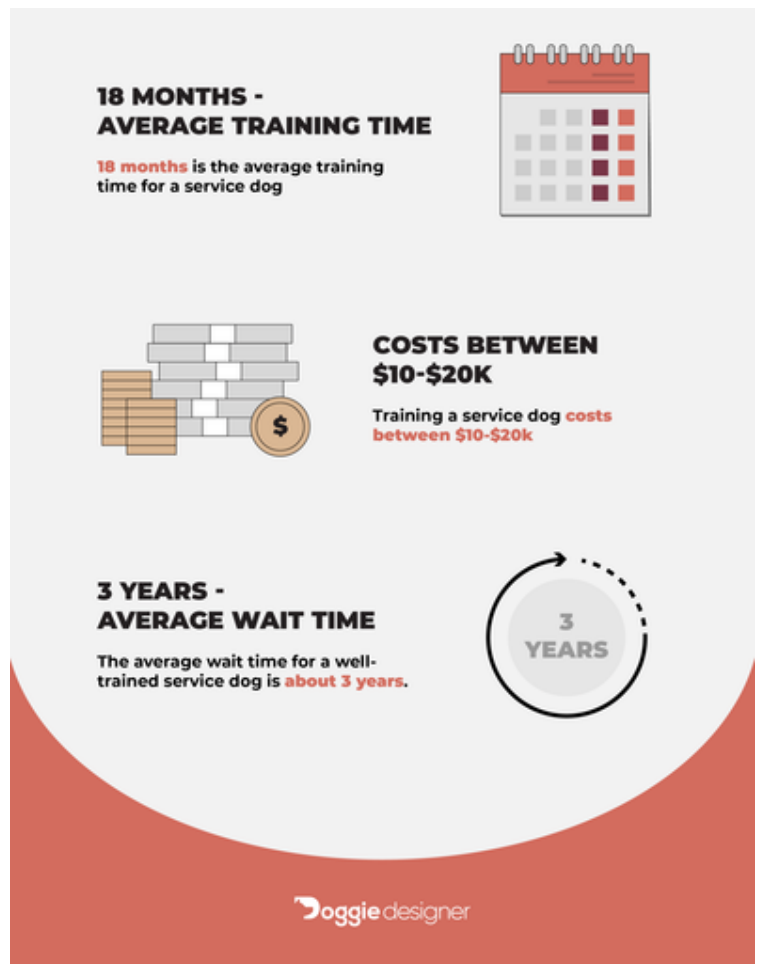 18 MONTHS -
AVERAGE TRAINING TIME
18 months is the average training
time for a service dog
COSTS BETWEEN
$10-$20K
$
Training a service dog costs
between $10-$20k
3 YEARS -
AVERAGE WAIT TIME
3
YEARS
The average wait time for a well-
trained service dog is about 3 years.
Doggie designer